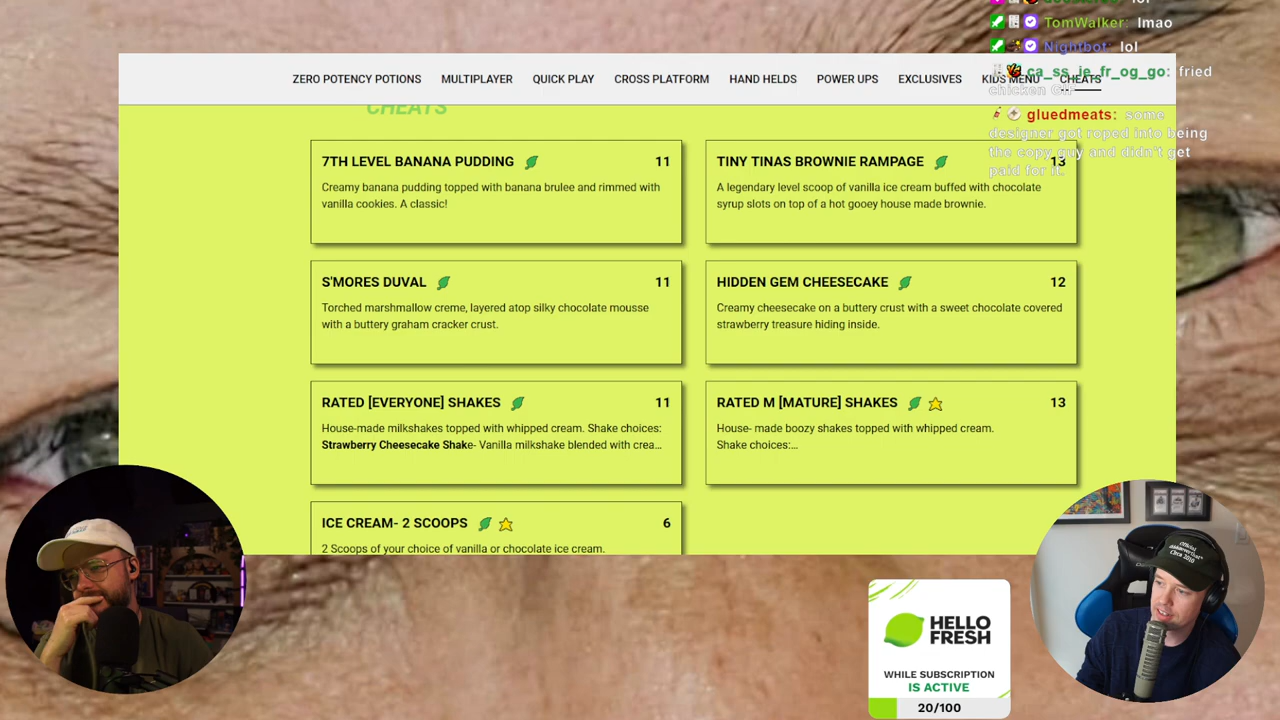 lol
TomWalker: lmao
Nightbot: lol
ca_ss_ie_fr_og_go: fried
chicken Girl
gluedmeats: some
designer got roped into being
the copy guy and didn't get
paid for it.
ZERO POTENCY POTIONS MULTIPLAYER QUICK PLAY CROSS PLATFORM HAND HELDS POWER UPS EXCLUSIVES KIDS MENU CHEATS
CHEATS
7TH LEVEL BANANA PUDDING 11
Creamy banana pudding topped with banana brulee and rimmed with
vanilla cookies. A classic!
TINY TINAS BROWNIE RAMPAGE 13
A legendary level scoop of vanilla ice cream buffed with chocolate
syrup slots on top of a hot gooey house made brownie.
S'MORES DUVAL 11
Torched marshmallow creme, layered atop silky chocolate mousse
with a buttery graham cracker crust.
HIDDEN GEM CHEESECAKE 12
Creamy cheesecake on a buttery crust with a sweet chocolate covered
strawberry treasure hiding inside.
RATED [EVERYONE] SHAKES 11
House-made milkshakes topped with whipped cream. Shake choices:
Strawberry Cheesecake Shake- Vanilla milkshake blended with crea...
RATED M [MATURE] SHAKES 13
House- made boozy shakes topped with whipped cream.
Shake choices:...
ICE CREAM- 2 SCOOPS 6
2 Scoops of your choice of vanilla or chocolate ice cream.
HELLO
FRESH
WHILE SUBSCRIPTION
IS ACTIVE
20/100